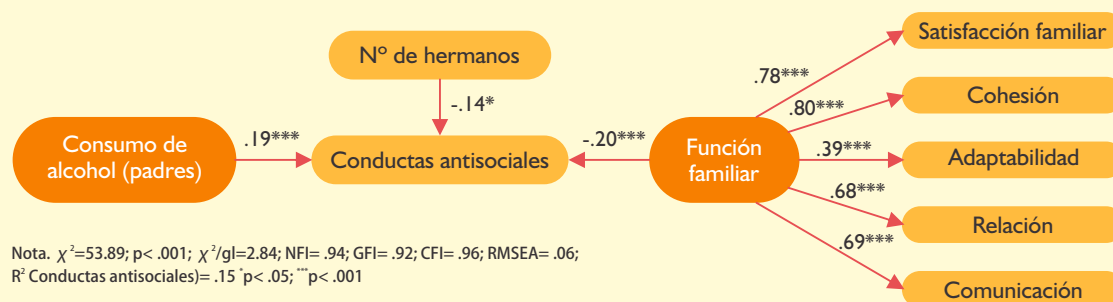 Satisfacción familiar
Nº de hermanos
.78***
-.14*
.80***
Cohesión
Consumo de
alcohol (padres)
.19***
Conductas antisociales
-.20***
Función
familiar
.39***
Adaptabilidad
.68***
Relación
.69***
Comunicación
Nota. χ²=53.89; p< .001; χ²/gl=2.84; NFI= .94; GFI= .92; CFI= .96; RMSEA= .06;
R² Conductas antisociales)= .15 *p< .05; ***p< .001